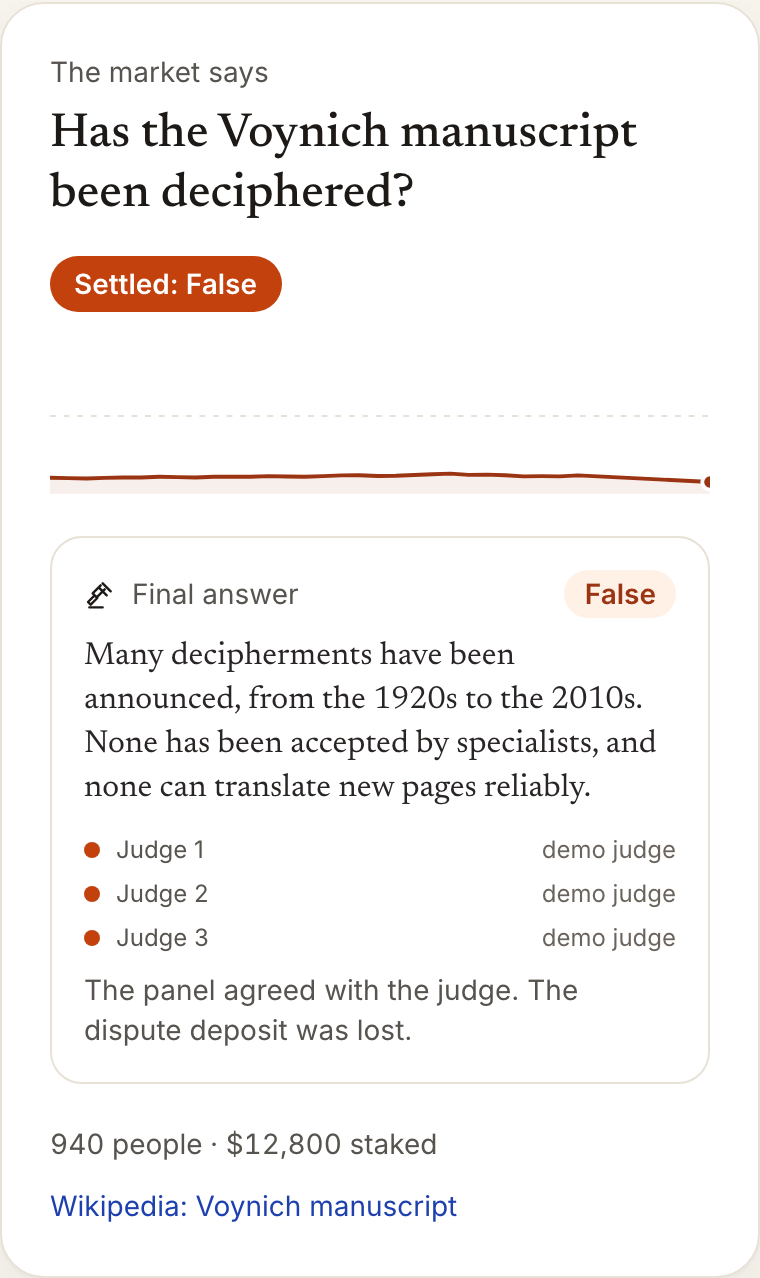 The market says
Has the Voynich manuscript
been deciphered?
Settled: False
Final answer
False
Many decipherments have been
announced, from the 1920s to the 2010s.
None has been accepted by specialists, and
none can translate new pages reliably.
Judge 1 demo judge
Judge 2 demo judge
Judge 3 demo judge
The panel agreed with the judge. The
dispute deposit was lost.
940 people · $12,800 staked
Wikipedia: Voynich manuscript